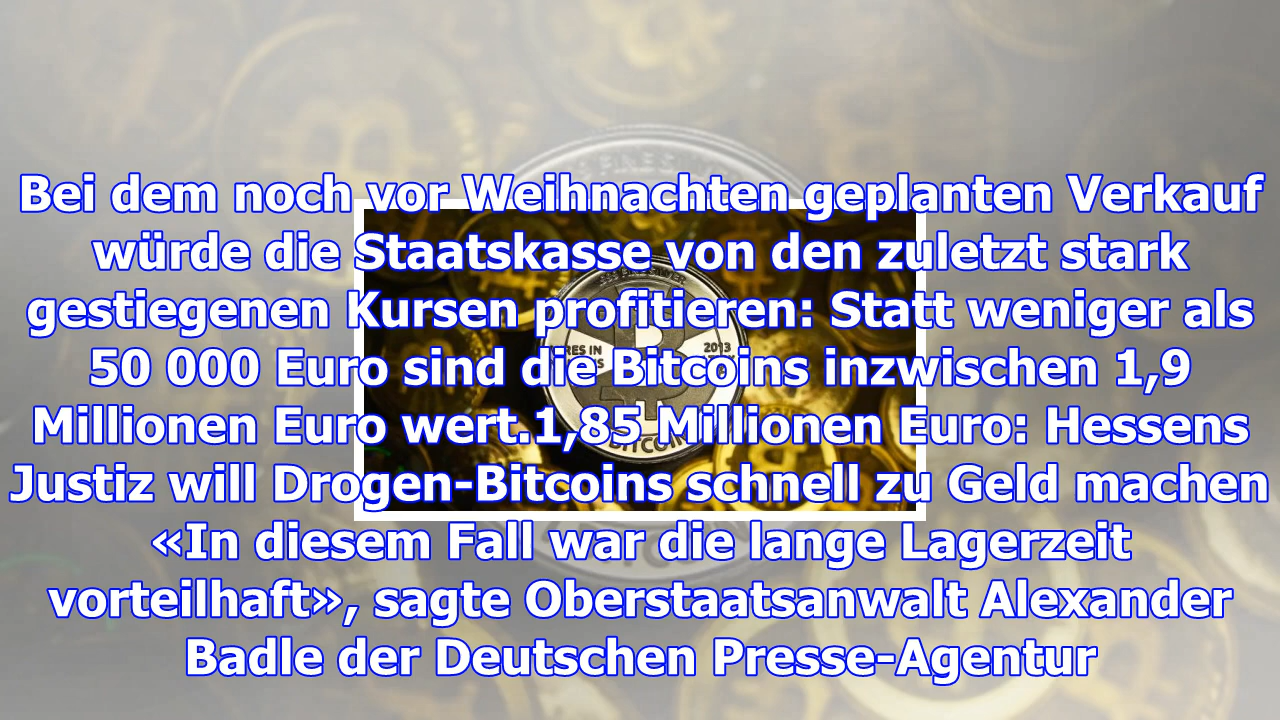 Bei dem noch vor Weihnachten geplanten Verkauf
würde die Staatskasse von den zuletzt stark
gestiegenen Kursen profitieren: Statt weniger als
50 000 Euro sind die Bitcoins inzwischen 1,9
Millionen Euro wert.1,85 Millionen Euro: Hessens
Justiz will Drogen-Bitcoins schnell zu Geld machen
«In diesem Fall war die lange Lagerzeit
vorteilhaft», sagte Oberstaatsanwalt Alexander
Badle der Deutschen Presse-Agentur
2013
BITCOIN